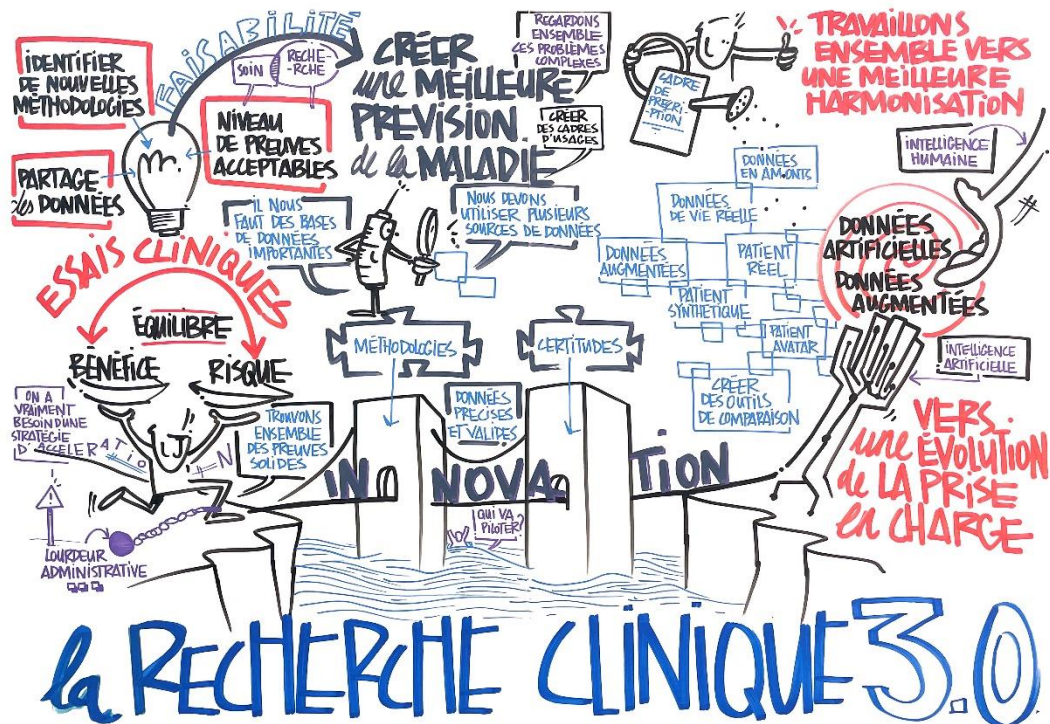 IDENTIFIER
DE NOUVELLES
MÉTHODOLOGIES
PARTAGE
des DONNÉES
FAISABILITÉ
SOIN
RECHE-
-RCHE
NIVEAU
DE PREUVES
ACCEPTABLES
CRÉER
une MEILLEURE
PREVISION
de la MALADIE
REGARDONS
ENSEMBLE
CES PROBLÈMES
COMPLEXES
CRÉER
DES CADRES
D'USAGES
CADRE
DE
PRESCRI-
-PTION
TRAVAILLONS
ENSEMBLE VERS
UNE MEILLEURE
HARMONISATION
INTELLIGENCE
HUMAINE
IL NOUS
FAUT DES BASES
DE DONNÉES
IMPORTANTES
NOUS DEVONS
UTILISER PLUSIEURS
SOURCES DE DONNÉES
DONNÉES
EN AMONTS
DONNÉES
DE VIE RÉELLE
DONNÉES
AUGMENTÉES
PATIENT
RÉEL
PATIENT
SYNTHÉTIQUE
PATIENT
AVATAR
CRÉER
DES OUTILS
DE COMPARAISON
DONNÉES
ARTIFICIELLES
DONNÉES
AUGMENTÉES
INTELLIGENCE
ARTIFICIELLE
ESSAIS CLINIQUES
ÉQUILIBRE
BÉNÉFICE
RISQUE
ON A
VRAIMENT
BESOIN D'UNE
STRATÉGIE
D'ACCELERATION
LOURDEUR
ADMINISTRATIVE
TROUVONS
ENSEMBLE
DES PREUVES
SOLIDES
MÉTHODOLOGIES
CERTITUDES
DONNÉES
PRÉCISES
ET VALIDES
INNOVATION
QUI VA
PILOTER?
VERS
une ÉVOLUTION
de LA PRISE
en CHARGE
la RECHERCHE CLINIQUE 3.0